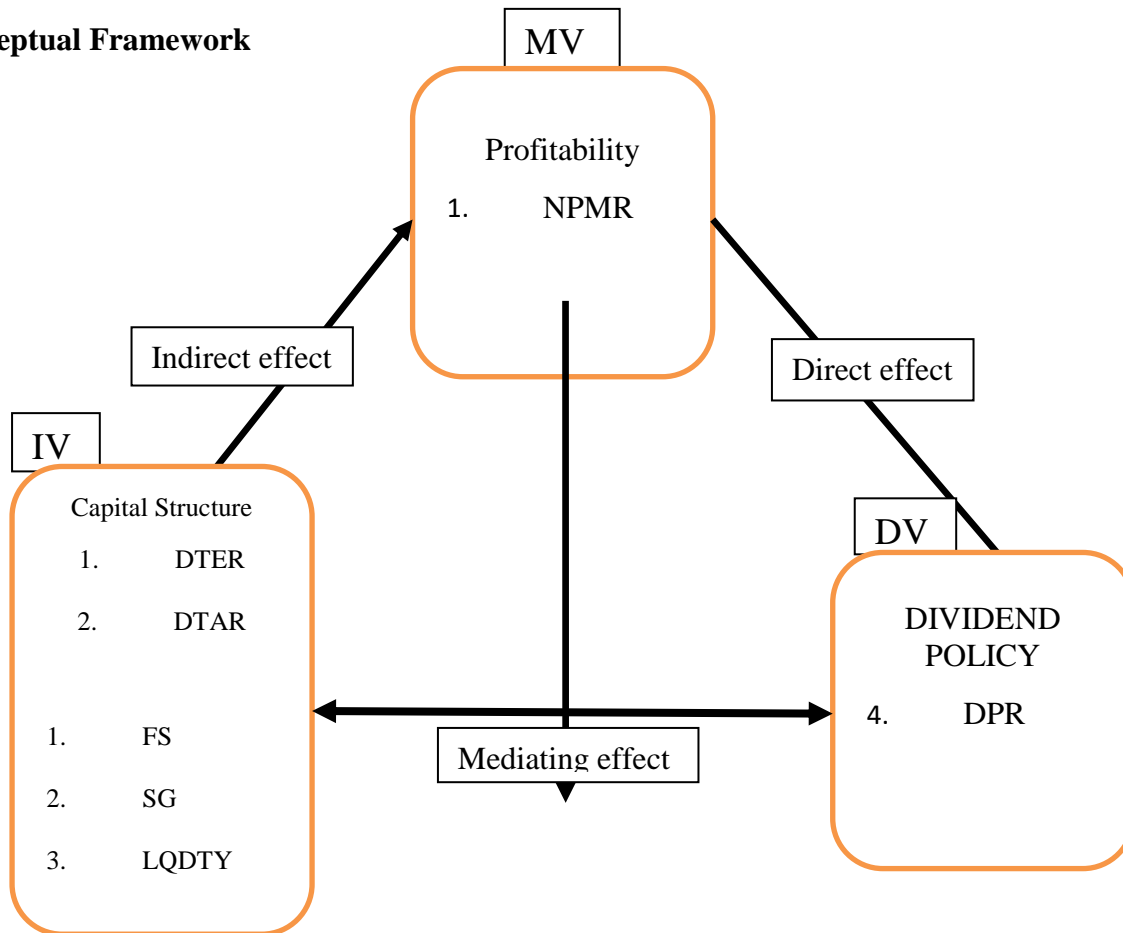 eptual Framework
MV
Profitability
1. NPMR
Indirect effect
Direct effect
IV
Capital Structure
1. DTER
2. DTAR
DV
DIVIDEND
POLICY
4. DPR
1. FS
2. SG
3. LQDTY
Mediating effect